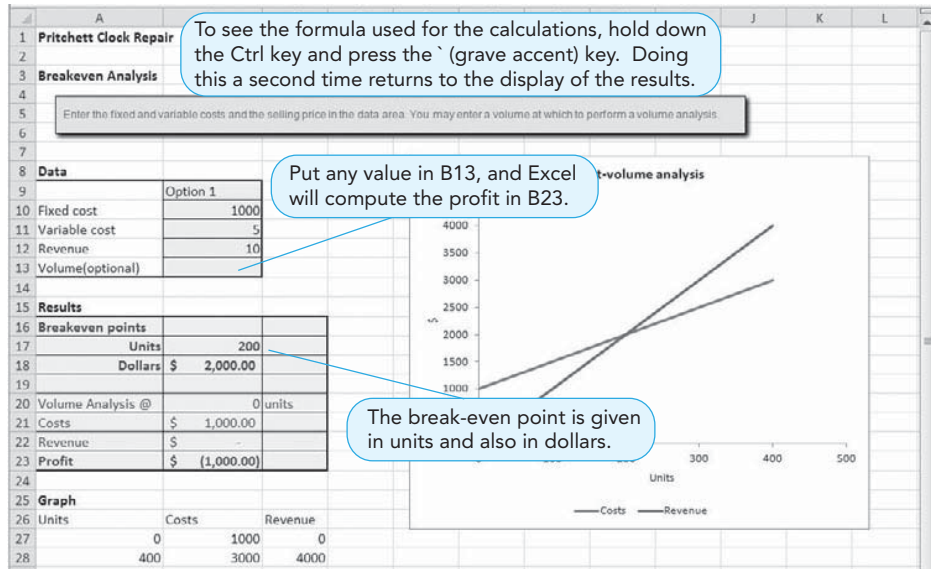 A J K L
1 Pritchett Clock Repair
To see the formula used for the calculations, hold down
the Ctrl key and press the ` (grave accent) key. Doing
this a second time returns to the display of the results.
2
3 Breakeven Analysis
4
5 Enter the fixed and variable costs and the selling price in the data area. You may enter a volume at which to perform a volume analysis.
6
7
8 Data
Put any value in B13, and Excel
will compute the profit in B23.
t-volume analysis
9 Option 1
10 Fixed cost 1000
11 Variable cost 5
12 Revenue 10
13 Volume(optional)
14
15 Results
16 Breakeven points
17 Units 200
18 Dollars $ 2,000.00
19
20 Volume Analysis @ 0 units
21 Costs $ 1,000.00
22 Revenue $ -
23 Profit $ (1,000.00)
24
25 Graph
26 Units Costs Revenue
27 0 1000 0
28 400 3000 4000
4000
3500
3000
2500
$
2000
1500
1000
The break-even point is given
in units and also in dollars.
300 400 500
Units
Costs Revenue